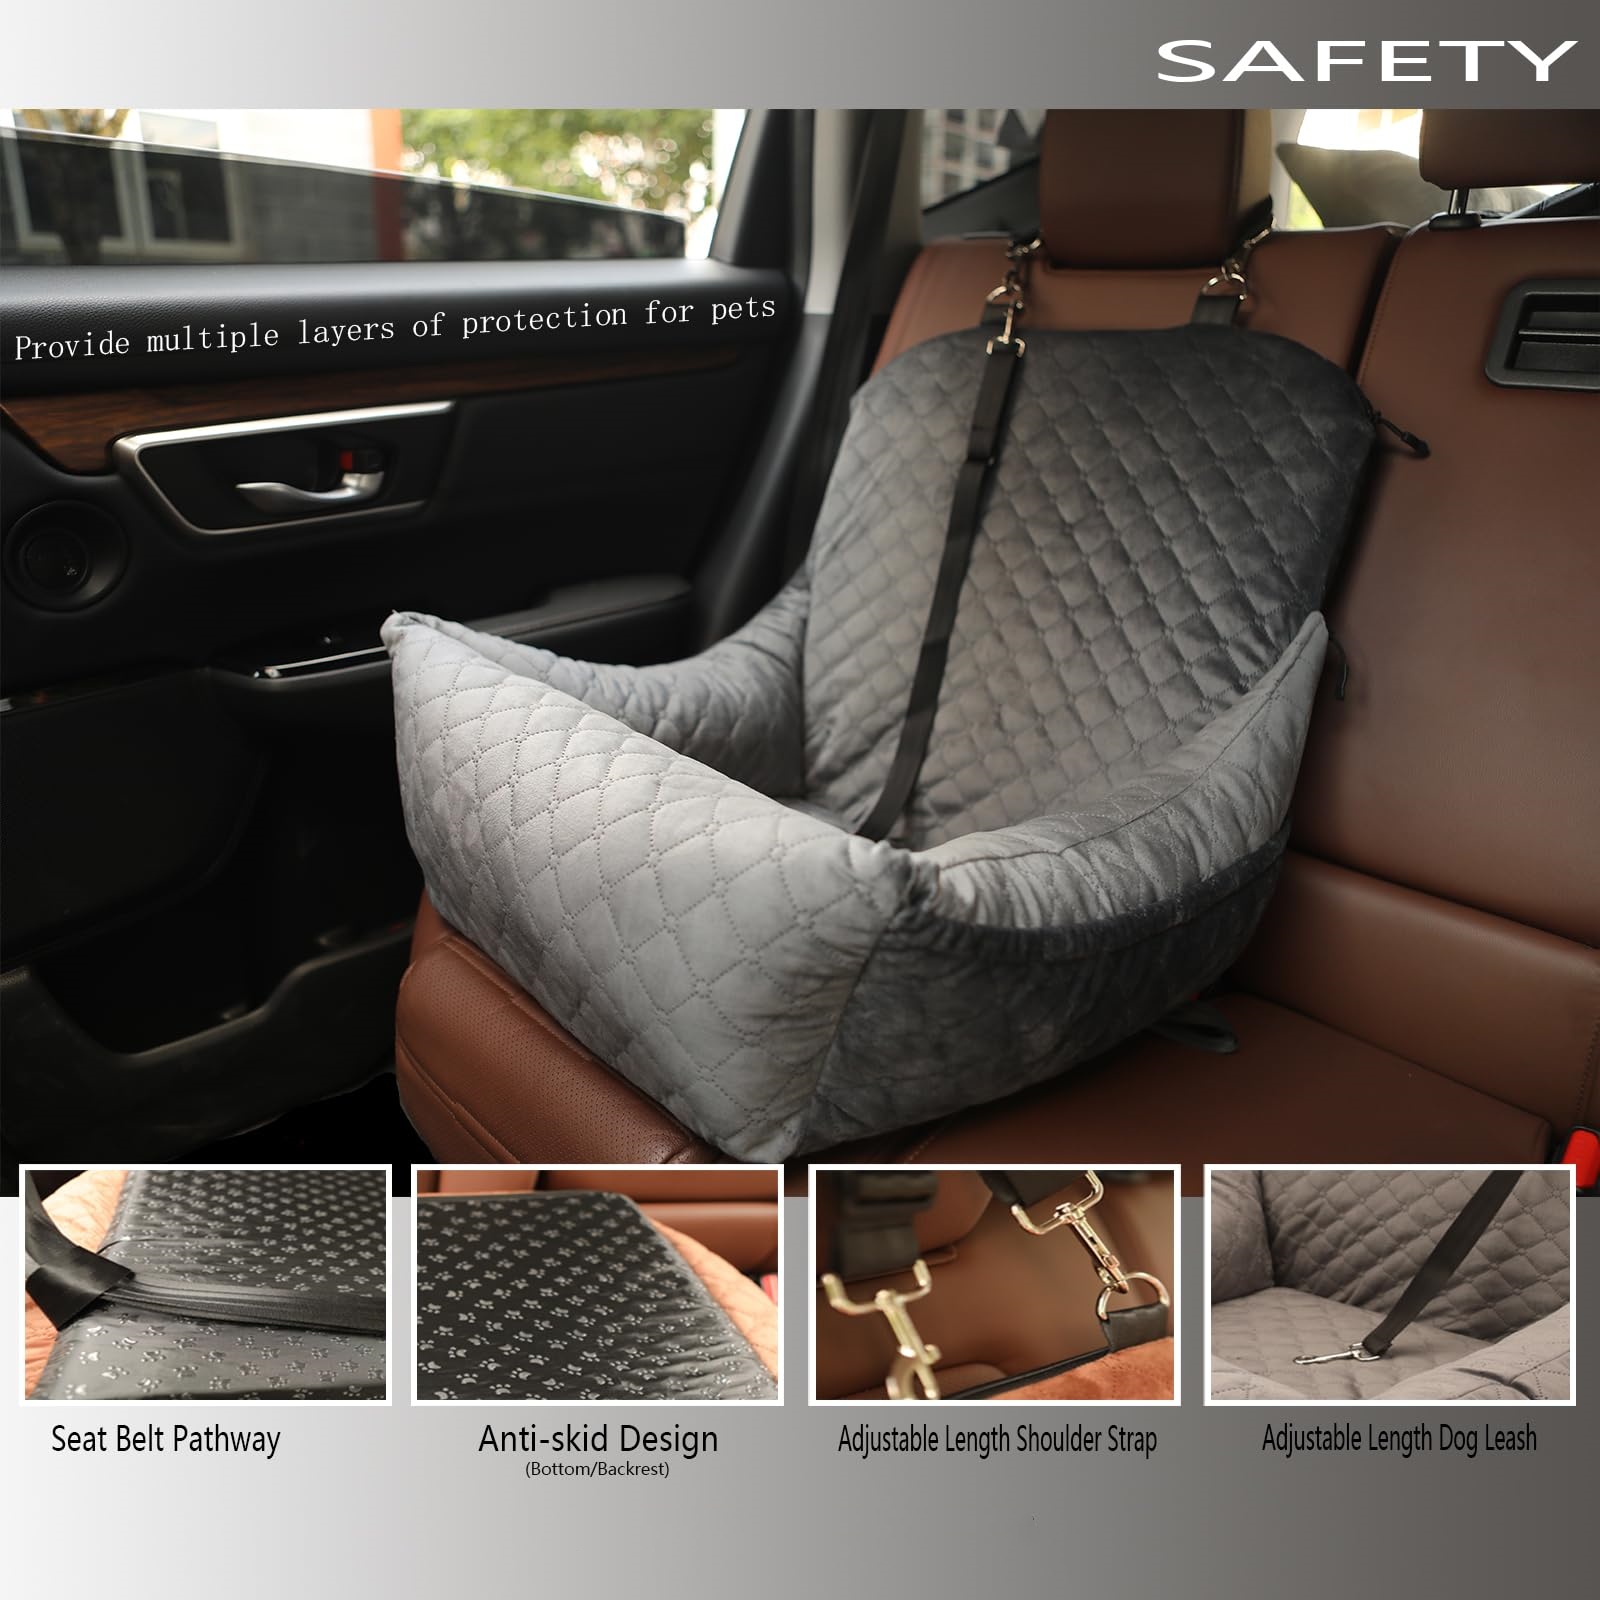 SAFETY
Provide multiple layers of protection for pets
Seat Belt Pathway
Anti-skid Design
(Bottom/Backrest)
Adjustable Length Shoulder Strap
Adjustable Length Dog Leash